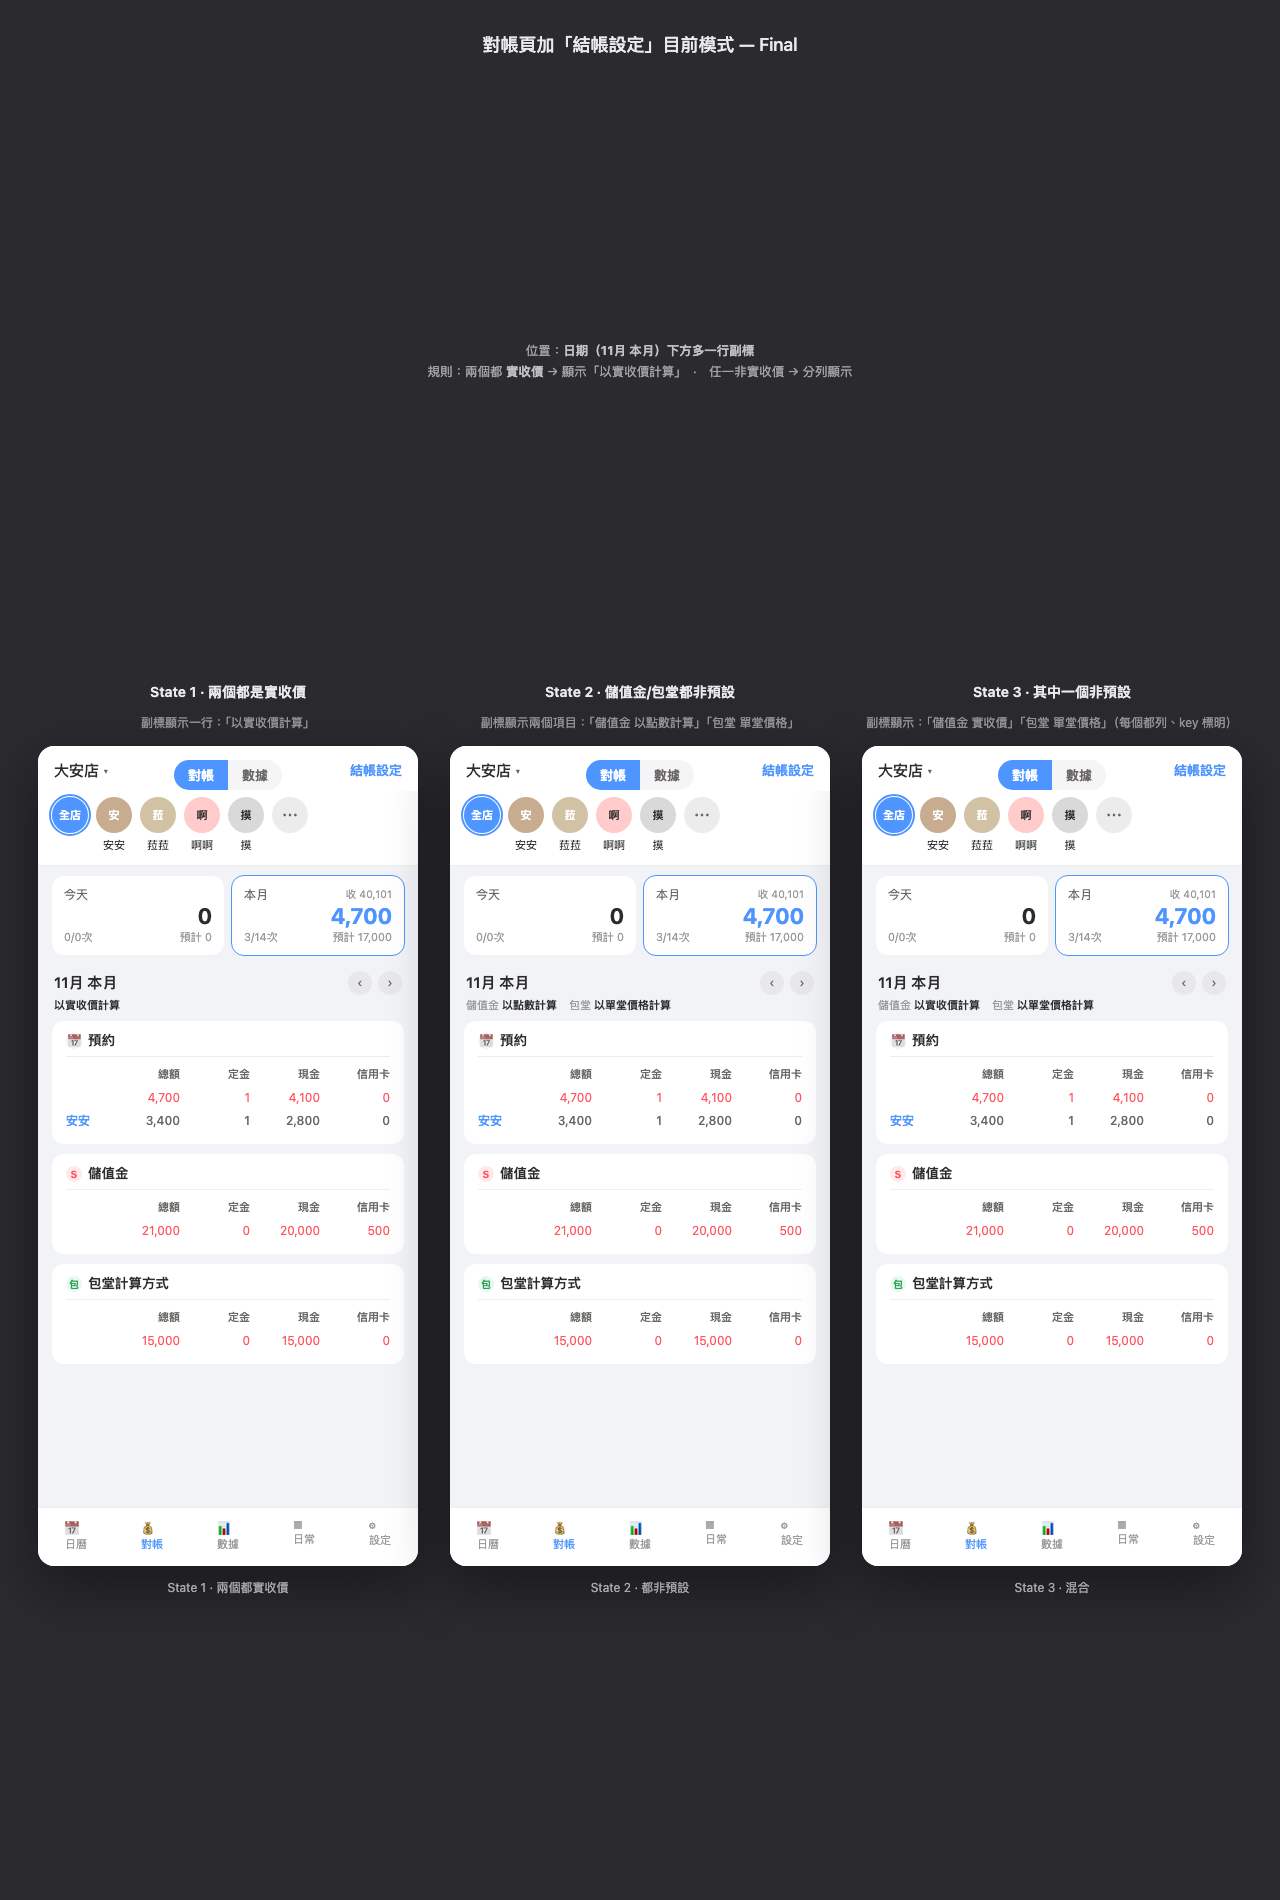 對帳頁加「結帳設定」目前模式 — Final
位置：日期（11月 本月）下方多一行副標
規則：兩個都 實收價 → 顯示「以實收價計算」 · 任一非實收價 → 分列顯示
State 1 · 兩個都是實收價
副標顯示一行：「以實收價計算」
大安店 ▾
對帳 數據
結帳設定
全店 安 菈 啊 摸 ⋯
安安 菈菈 啊啊 摸
今天
0
0/0次 預計 0
本月 收 40,101
4,700
3/14次 預計 17,000
11月 本月 ‹ ›
以實收價計算
📅 預約
總額 定金 現金 信用卡
4,700 1 4,100 0
安安 3,400 1 2,800 0
S 儲值金
總額 定金 現金 信用卡
21,000 0 20,000 500
包 包堂計算方式
總額 定金 現金 信用卡
15,000 0 15,000 0
日曆 對帳 數據 日常 設定
State 1 · 兩個都實收價
State 2 · 儲值金/包堂都非預設
副標顯示兩個項目：「儲值金 以點數計算」「包堂 單堂價格」
大安店 ▾
對帳 數據
結帳設定
全店 安 菈 啊 摸 ⋯
安安 菈菈 啊啊 摸
今天
0
0/0次 預計 0
本月 收 40,101
4,700
3/14次 預計 17,000
11月 本月 ‹ ›
儲值金 以點數計算 包堂 以單堂價格計算
📅 預約
總額 定金 現金 信用卡
4,700 1 4,100 0
安安 3,400 1 2,800 0
S 儲值金
總額 定金 現金 信用卡
21,000 0 20,000 500
包 包堂計算方式
總額 定金 現金 信用卡
15,000 0 15,000 0
日曆 對帳 數據 日常 設定
State 2 · 都非預設
State 3 · 其中一個非預設
副標顯示：「儲值金 實收價」「包堂 單堂價格」（每個都列、key 標明）
大安店 ▾
對帳 數據
結帳設定
全店 安 菈 啊 摸 ⋯
安安 菈菈 啊啊 摸
今天
0
0/0次 預計 0
本月 收 40,101
4,700
3/14次 預計 17,000
11月 本月 ‹ ›
儲值金 以實收價計算 包堂 以單堂價格計算
📅 預約
總額 定金 現金 信用卡
4,700 1 4,100 0
安安 3,400 1 2,800 0
S 儲值金
總額 定金 現金 信用卡
21,000 0 20,000 500
包 包堂計算方式
總額 定金 現金 信用卡
15,000 0 15,000 0
日曆 對帳 數據 日常 設定
State 3 · 混合